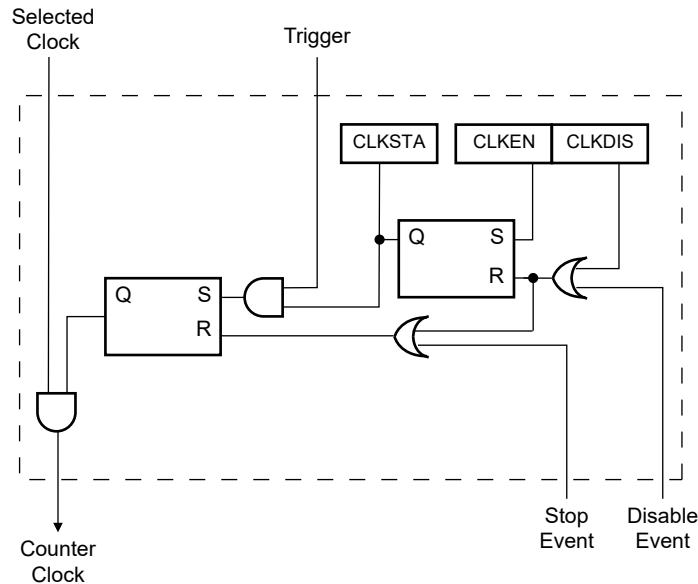 Selected
Clock
Trigger
CLKSTA
CLKEN
CLKDIS
Q
S
R
Q
S
R
Stop
Event
Disable
Event
Counter
Clock